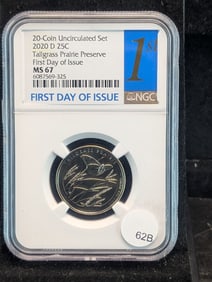 20-Coin Uncirculated Set
2020 D 25C
Tallgrass Prairie Preserve
First Day of Issue
MS 67
6087569-325
1st
NGC
FIRST DAY OF ISSUE
62B